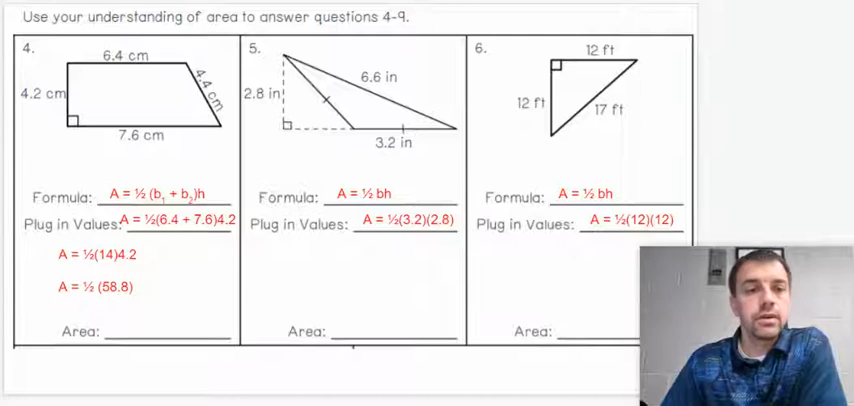 Use your understanding of area to answer questions 4-9.
4.
6.4 cm
4.2 cm
4.4 cm
7.6 cm
Formula: A = ½ (b₁ + b₂)h
Plug in Values: A = ½(6.4 + 7.6)4.2
A = ½(14)4.2
A = ½ (58.8)
Area:
5.
6.6 in
2.8 in
3.2 in
Formula: A = ½ bh
Plug in Values: A = ½(3.2)(2.8)
Area:
6.
12 ft
12 ft
17 ft
Formula: A = ½ bh
Plug in Values: A = ½(12)(12)
Area: